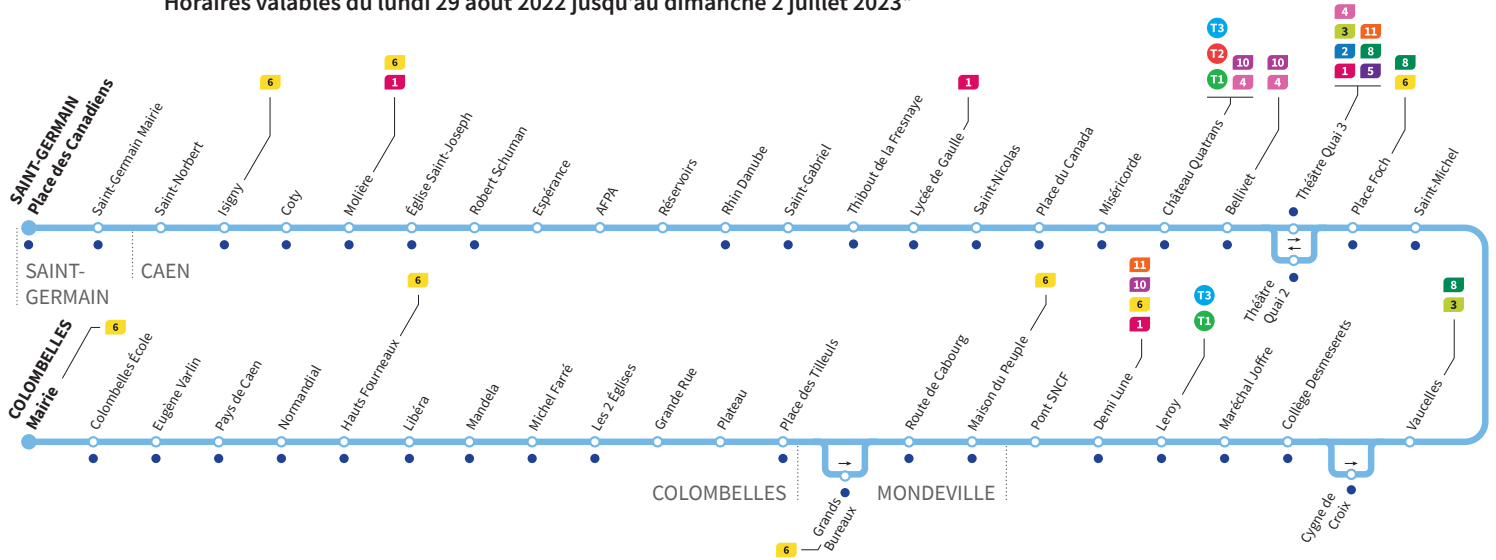 Horaires valables du lundi 29 août 2022 jusqu'au dimanche 2 juillet 2023*
SAINT-GERMAIN
Place des Canadiens
Saint-Germain Mairie
Saint-Norbert
Isigny
6
Coty
Molière
6
1
Église Saint-Joseph
Robert Schuman
Espérance
AFPA
Réservoirs
Rhin Danube
Saint-Gabriel
Thibout de la Fresnaye
Lycée de Gaulle
1
Saint-Nicolas
Place du Canada
Miséricorde
Château Quatrans
T3
T2
T1
10
4
Bellivet
10
4
Théâtre Quai 3
4
3 11
2 8
1 5
Théâtre
Quai 2
Place Foch
8
6
Saint-Michel
SAINT-
GERMAIN
CAEN
COLOMBELLES
Mairie
6
Colombelles École
Eugène Varlin
Pays de Caen
Normandial
Hauts Fourneaux
6
Libéra
Mandela
Michel Farré
Les 2 Églises
Grande Rue
Plateau
Place des Tilleuls
Grands
Bureaux
6
Route de Cabourg
Maison du Peuple
6
Pont SNCF
Demi Lune
11
10
6
1
Leroy
T3
T1
Maréchal Joffre
Collège Desmeserets
Cygne de
Croix
Vaucelles
8
3
COLOMBELLES
MONDEVILLE